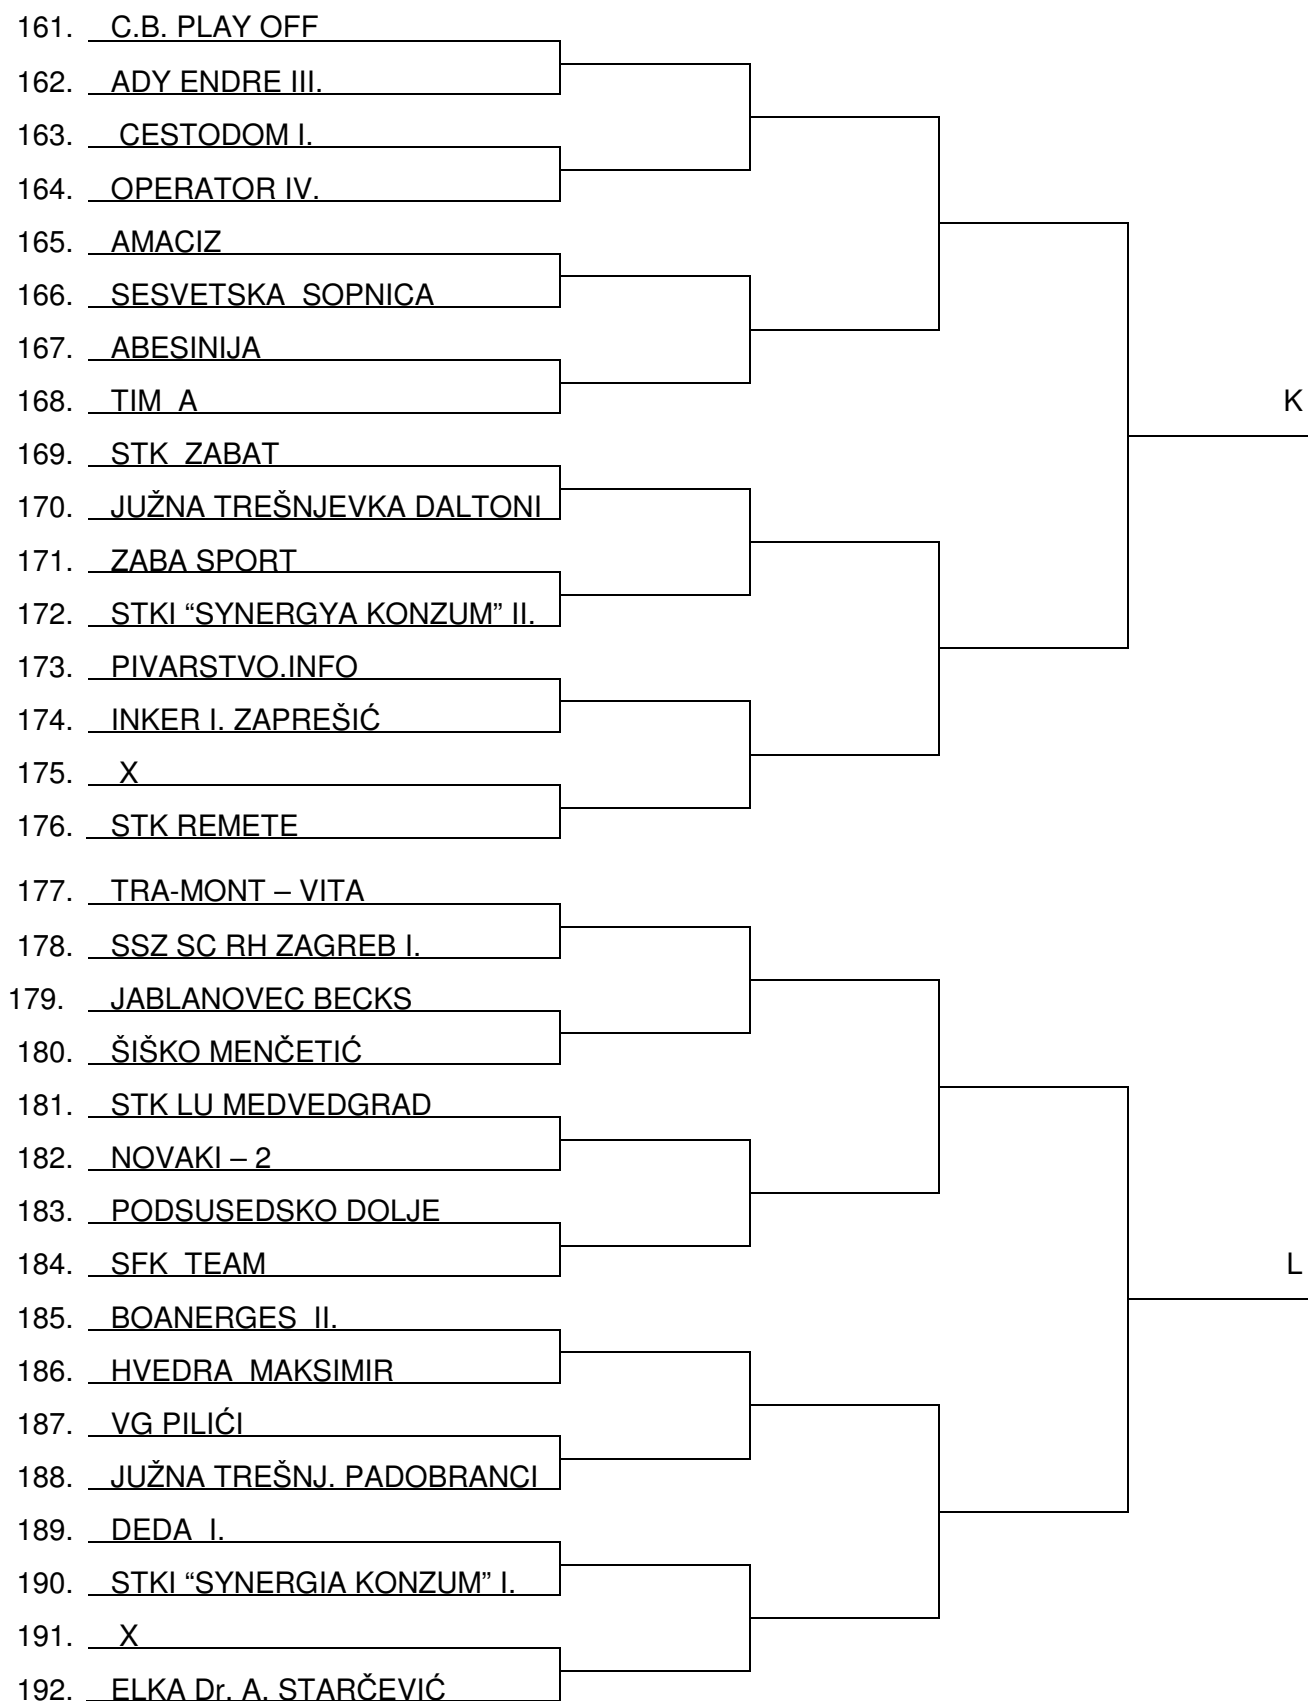 161. C.B. PLAY OFF
162. ADY ENDRE III.
163. CESTODOM I.
164. OPERATOR IV.
165. AMACIZ
166. SESVETSKA SOPNICA
167. ABESINIJA
168. TIM A
K
169. STK ZABAT
170. JUŽNA TREŠNJEVKA DALTONI
171. ZABA SPORT
172. STKI “SYNERGYA KONZUM” II.
173. PIVARSTVO.INFO
174. INKER I. ZAPREŠIĆ
175. X
176. STK REMETE
177. TRA-MONT – VITA
178. SSZ SC RH ZAGREB I.
179. JABLANOVEC BECKS
180. ŠIŠKO MENČETIĆ
181. STK LU MEDVEDGRAD
182. NOVAKI – 2
183. PODSUSEDSKO DOLJE
184. SFK TEAM
L
185. BOANERGES II.
186. HVEDRA MAKSIMIR
187. VG PILIĆI
188. JUŽNA TREŠNJ. PADOBRANCI
189. DEDA I.
190. STKI “SYNERGIA KONZUM” I.
191. X
192. ELKA Dr. A. STARČEVIĆ